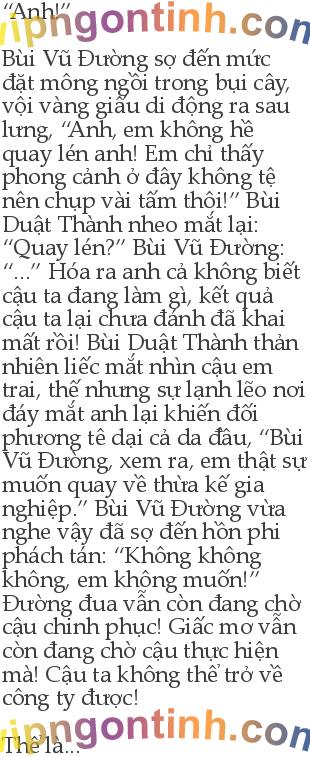 “Anh!”
vipngontinh.com
Bùi Vũ Đường sợ đến mức
đặt mông ngồi trong bụi cây,
vội vàng giấu di động ra sau
lưng, “Anh, em không hề
quay lén anh! Em chỉ thấy
phong cảnh ở đây không tệ
nên chụp vài tấm thôi!” Bùi
Duật Thành nheo mắt lại:
“Quay lén?” Bùi Vũ Đường:
“...” Hóa ra anh cả không biết
cậu ta đang làm gì, kết quả
cậu ta lại chưa đánh đã khai
mất rồi! Bùi Duật Thành thản
nhiên liếc mắt nhìn cậu em
trai, thế nhưng sự lạnh lẽo nơi
đáy mắt anh lại khiến đối
phương tê dại cả da đầu, “Bùi
Vũ Đường, xem ra, em thật sự
muốn quay về thừa kế gia
nghiệp.” Bùi Vũ Đường vừa
nghe vậy đã sợ đến hồn phi
phách tán: “Không không
không, em không muốn!”
Đường đua vẫn còn đang chờ
cậu chinh phục! Giấc mơ vẫn
còn đang chờ cậu thực hiện
mà! Cậu ta không thể trở về
công ty được!
vipngontinh.com
Thế là...